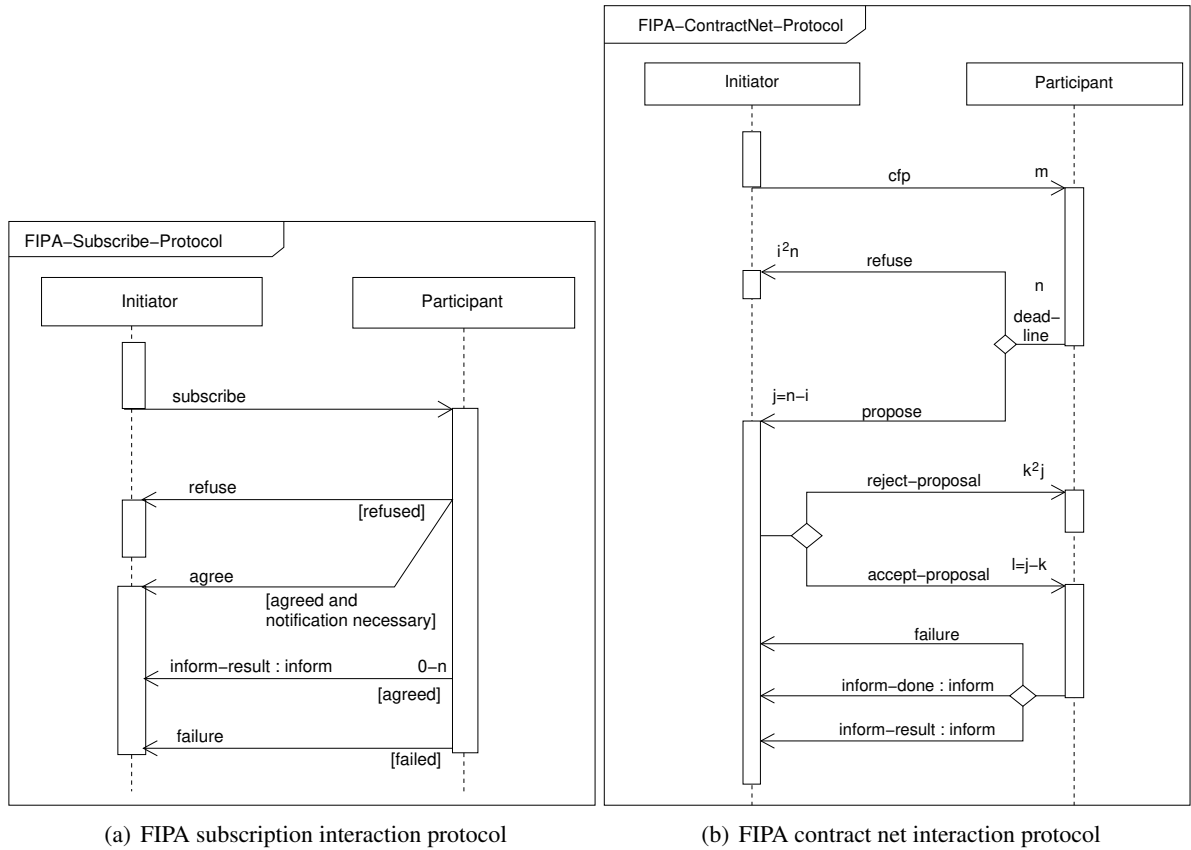 FIPA−Subscribe−Protocol
Initiator
Participant
subscribe
refuse
[refused]
agree
[agreed and
notification necessary]
inform−result : inform
0−n
[agreed]
failure
[failed]
(a) FIPA subscription interaction protocol
FIPA−ContractNet−Protocol
Initiator
Participant
cfp
m
i²n
refuse
n
dead−
line
j=n−i
propose
reject−proposal
k²j
accept−proposal
l=j−k
failure
inform−done : inform
inform−result : inform
(b) FIPA contract net interaction protocol